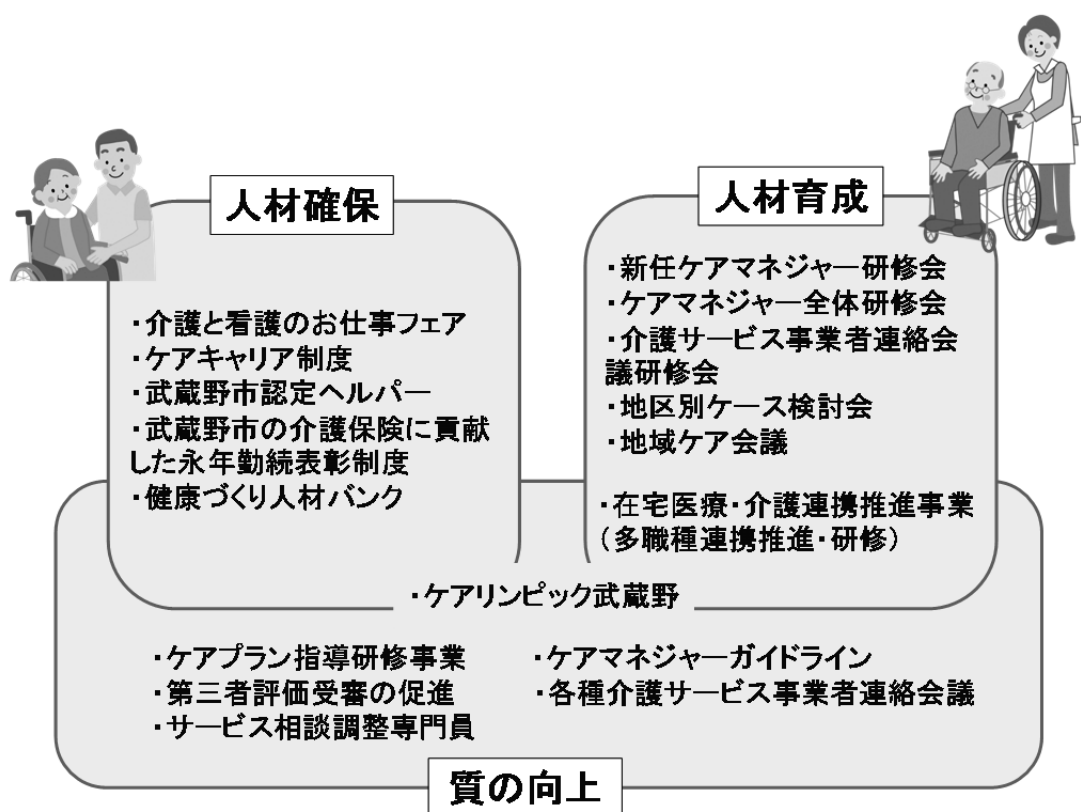 人材確保
・介護と看護のお仕事フェア
・ケアキャリア制度
・武蔵野市認定ヘルパー
・武蔵野市の介護保険に貢献
した永年勤続表彰制度
・健康づくり人材バンク
人材育成
・新任ケアマネジャー研修会
・ケアマネジャー全体研修会
・介護サービス事業者連絡会
議研修会
・地区別ケース検討会
・地域ケア会議
・在宅医療・介護連携推進事業
（多職種連携推進・研修）
・ケアリンピック武蔵野
・ケアプラン指導研修事業
・第三者評価受審の促進
・サービス相談調整専門員
・ケアマネジャーガイドライン
・各種介護サービス事業者連絡会議
質の向上